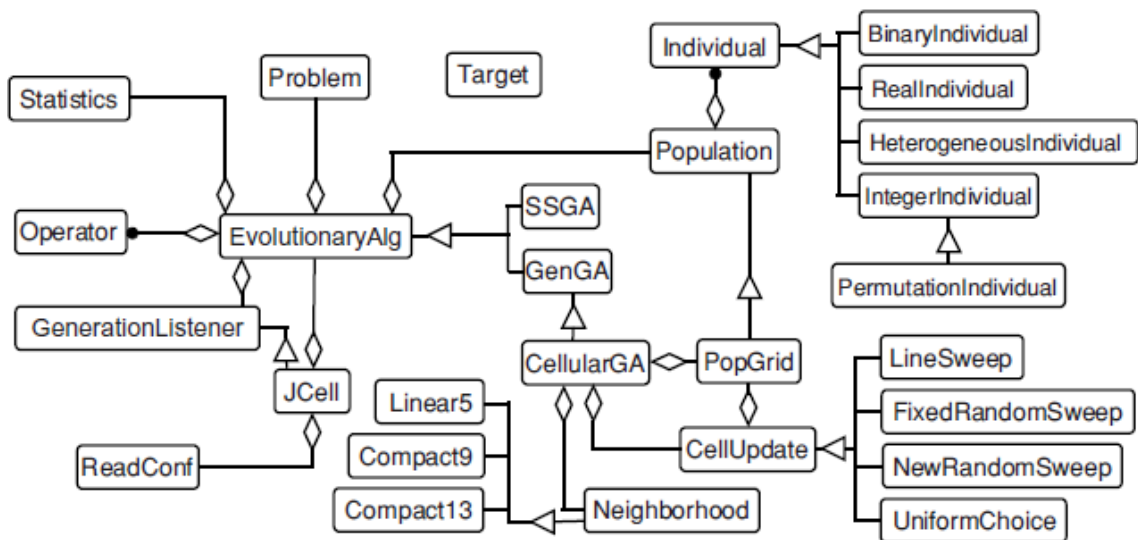 Individual
BinaryIndividual
Problem
Target
Statistics
RealIndividual
Population
HeterogeneousIndividual
SSGA
IntegerIndividual
Operator
EvolutionaryAlg
GenGA
PermutationIndividual
GenerationListener
CellularGA
PopGrid
LineSweep
JCell
Linear5
FixedRandomSweep
ReadConf
Compact9
CellUpdate
NewRandomSweep
Compact13
Neighborhood
UniformChoice